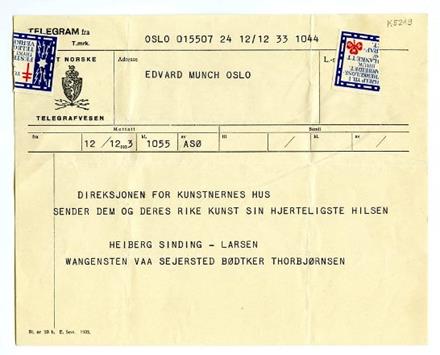 K5249
TELEGRAM fra
T.mrk.
OSLO 015507 24 12/12 33 1044
T NORSKE
TELEGRAFVESEN
Adresse
EDVARD MUNCH OSLO
L.-
Mottatt
Sendt
fra
kl.
av
til
kl.
av
12 / 12 1933 1055 ASØ / /
DIREKSJONEN FOR KUNSTNERNES HUS
SENDER DEM OG DERES RIKE KUNST SIN HJERTELIGSTE HILSEN
HEIBERG SINDING - LARSEN
WANGENSTEN VAA SEJERSTED BØDTKER THORBJØRNSEN